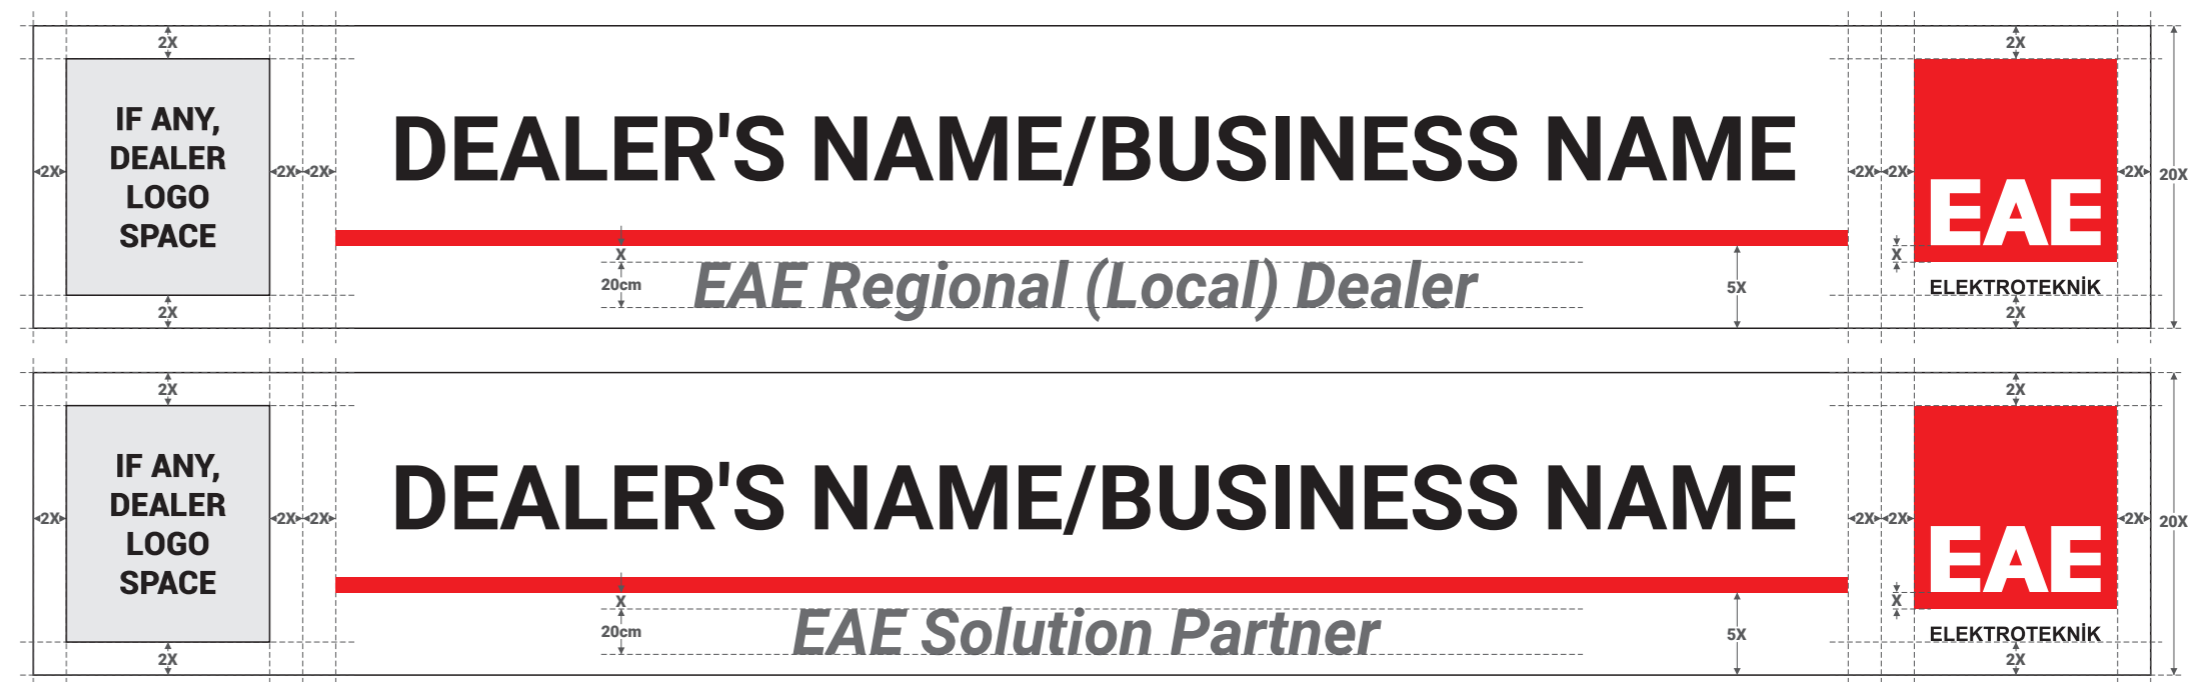 2X
2X
IF ANY,
DEALER
LOGO
SPACE
DEALER'S NAME/BUSINESS NAME
EAE
2X
2X
2X
2X
2X
2X
20X
X
X
20cm
EAE Regional (Local) Dealer
5X
ELEKTROTEKNİK
2X
2X
2X
2X
IF ANY,
DEALER
LOGO
SPACE
DEALER'S NAME/BUSINESS NAME
EAE
2X
2X
2X
2X
2X
2X
20X
X
X
20cm
EAE Solution Partner
5X
ELEKTROTEKNİK
2X
2X